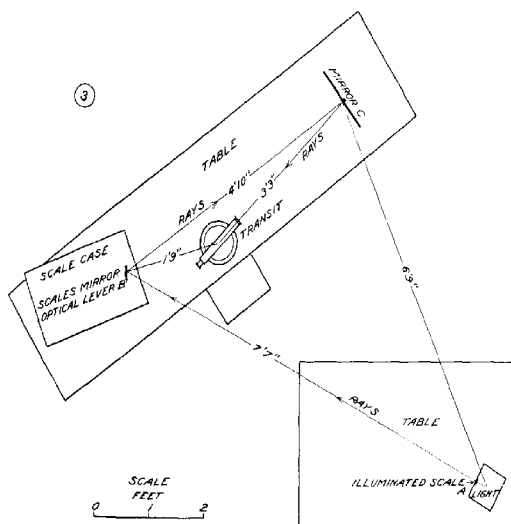 3
MIRROR C
TABLE
RAYS
RAYS
4'10"
3'3"
TRANSIT
1'9"
SCALE CASE
SCALES MIRROR
OPTICAL LEVER B
6'9"
7'7"
RAYS
TABLE
ILLUMINATED SCALE
A
LIGHT
SCALE
FEET
0 1 2